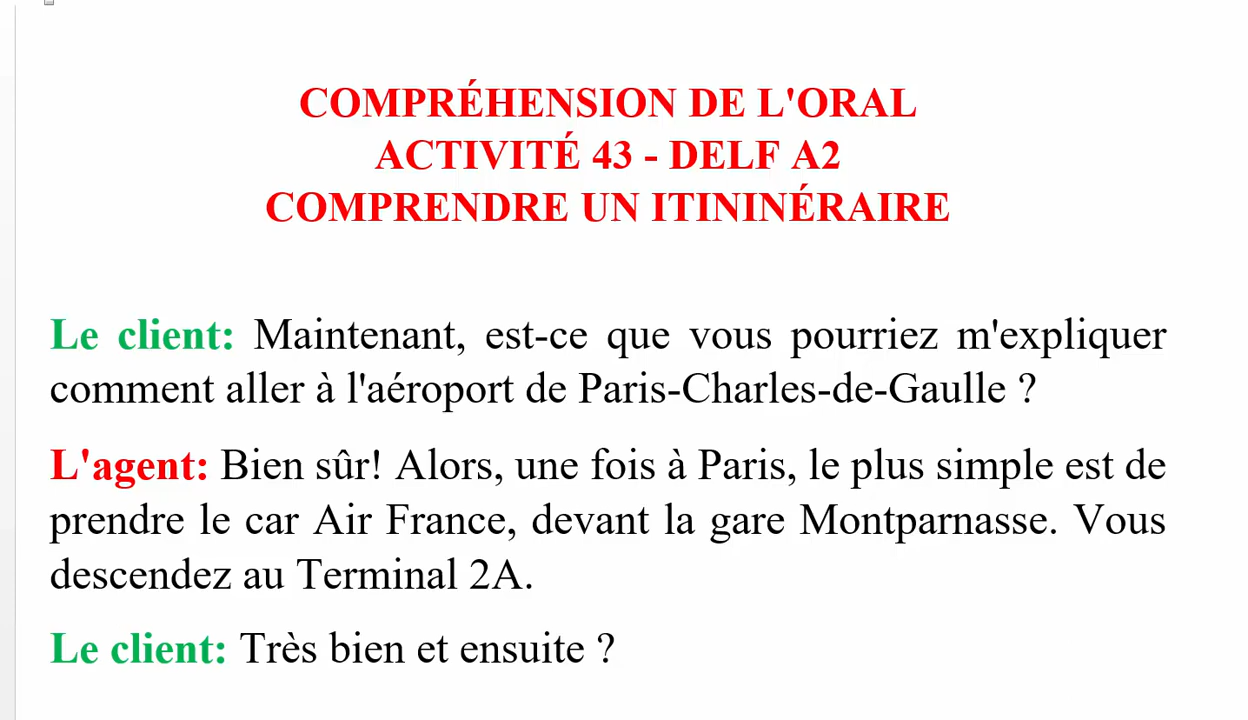 COMPRÉHENSION DE L'ORAL
ACTIVITÉ 43 - DELF A2
COMPRENDRE UN ITININÉRAIRE
Le client: Maintenant, est-ce que vous pourriez m'expliquer
comment aller à l'aéroport de Paris-Charles-de-Gaulle ?
L'agent: Bien sûr! Alors, une fois à Paris, le plus simple est de
prendre le car Air France, devant la gare Montparnasse. Vous
descendez au Terminal 2A.
Le client: Très bien et ensuite ?